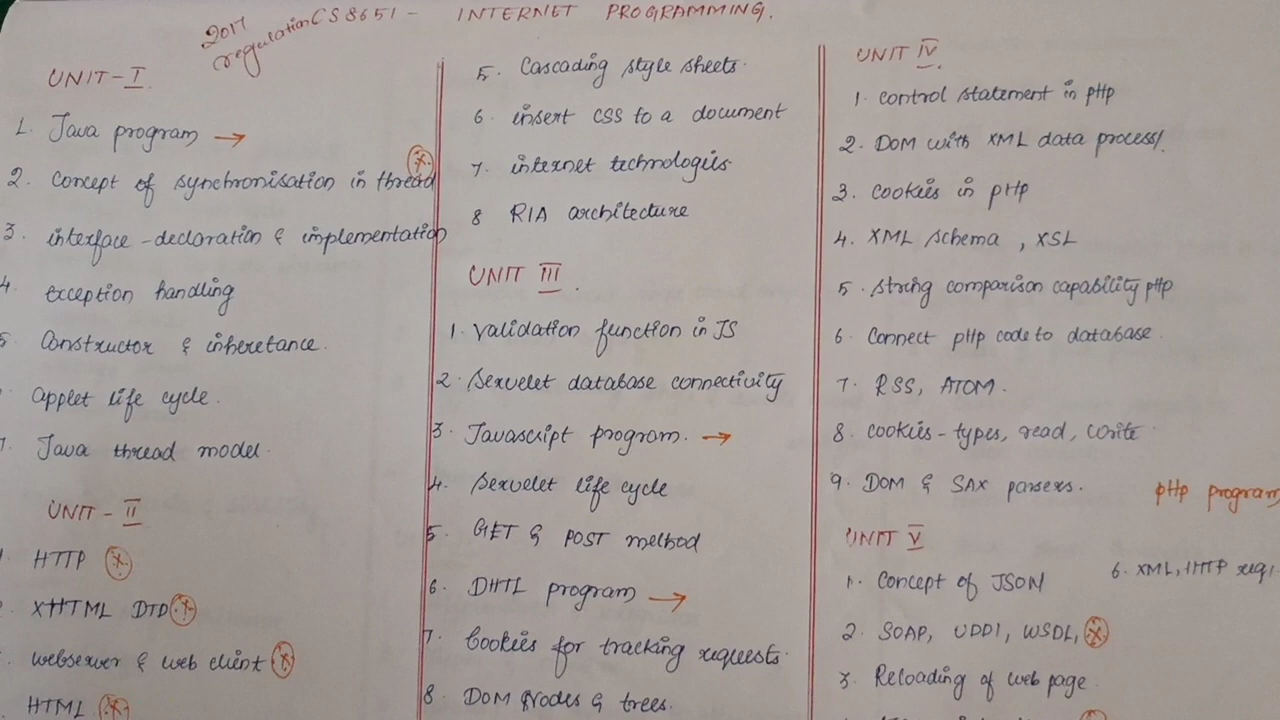 2017
regulation CS8651 - INTERNET PROGRAMMING.
UNIT-I.
1. Java program →
2. Concept of synchronisation in thread
3. interface - declaration & implementation
4. exception handling
5. Constructor & inheretance.
applet life cycle.
7. Java thread model.
UNIT-II
1. HTTP *
XHTML DTD *
webserver & web client *
HTML *
5. Cascading style sheets.
6. insert CSS to a document
7. internet technologies
8 RIA architecture
UNIT III.
1. validation function in JS
2. servelet database connectivity
3. Javascript program. →
4. servelet life cycle
5. GET & POST method
6. DHTL program →
7. Cookies for tracking requests.
8. DOM Nodes & trees.
UNIT IV.
1. control statement in pHp
2. DOM with XML data process/.
3. cookies in pHp
4. XML schema, XSL
5. string comparison capability pHp
6. Connect pHp code to database.
7. RSS, ATOM.
8. cookies - types, read, write.
9. DOM & SAX parsers.
pHp program
UNIT V
1. Concept of JSON
6. XML, HTTP
2. SOAP, UDDI, WSDL, *
3. Reloading of web page.